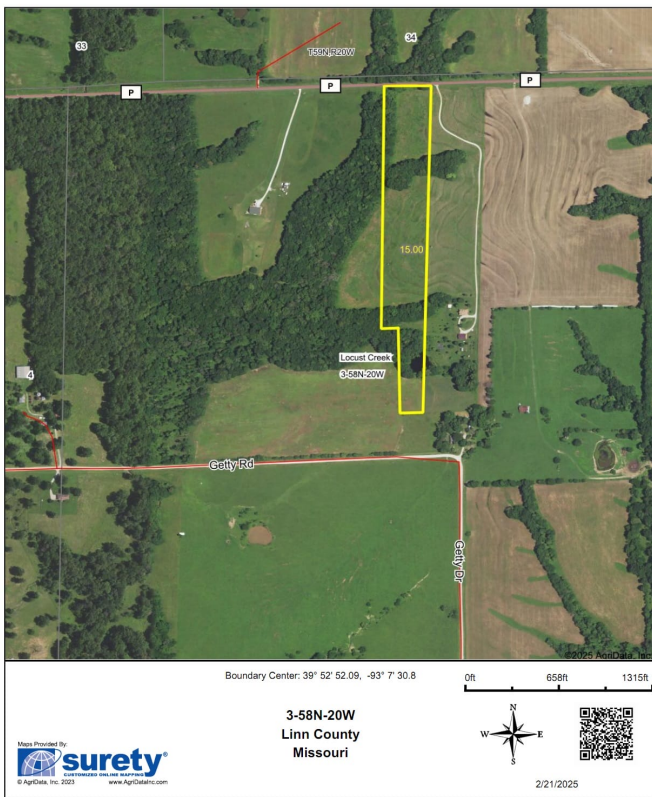 33
34
T59N,R20W
P
P
P
15.00
Locust Creek
3-58N-20W
4
Getty Rd
Getty Dr
©2025 AgriData, Inc.
Boundary Center: 39° 52' 52.09, -93° 7' 30.8
0ft 658ft 1315ft
3-58N-20W
Linn County
Missouri
N
W E
S
Maps Provided By:
surety®
CUSTOMIZED ONLINE MAPPING
© AgriData, Inc. 2023 www.AgriDataInc.com
2/21/2025